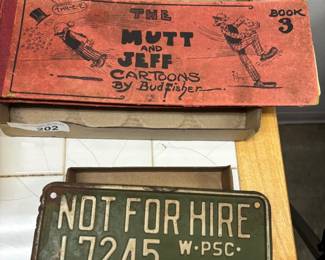 THE
BOOK
3
MUTT
AND
JEFF
CARTOONS
By Bud Fisher
202
NOT FOR HIRE
L7245 W·PSC·